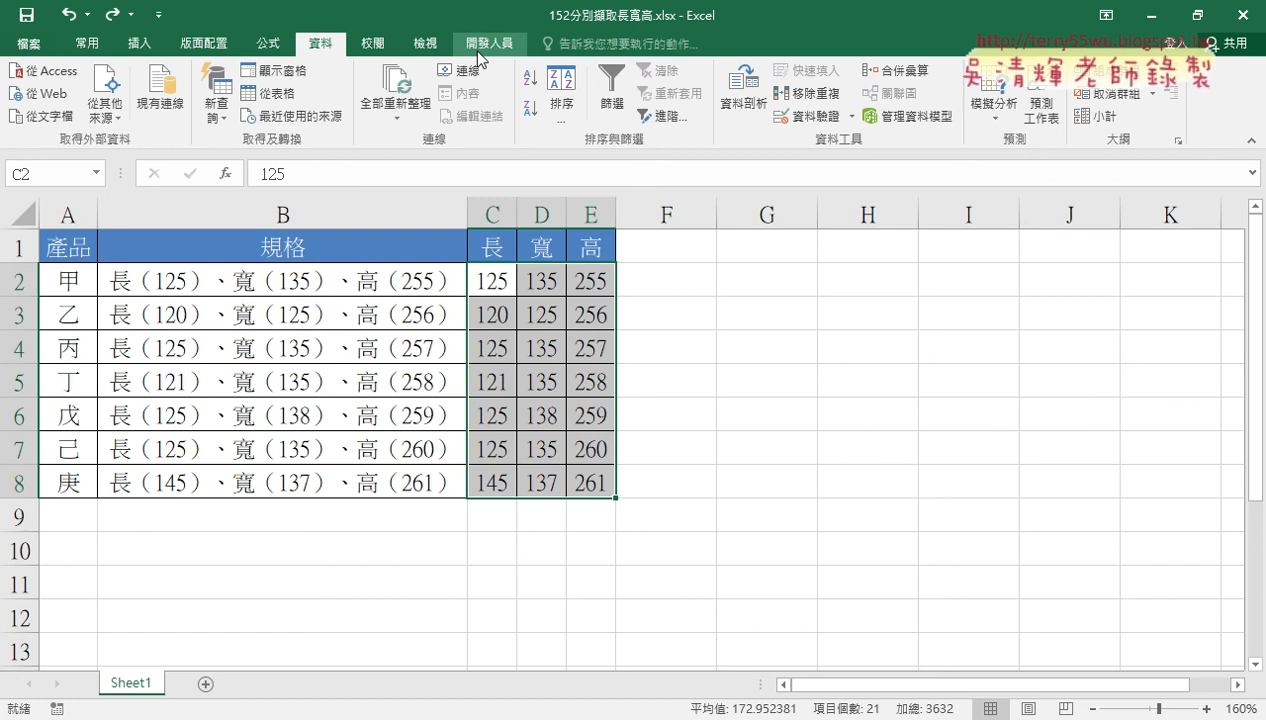 152分別擷取長寬高.xlsx - Excel
檔案 常用 插入 版面配置 公式 資料 校閱 檢視 開發人員 告訴我您想要執行的動作... 登入 共用
http://terry55wu.blogspot.tw
吳清輝老師錄製
從 Access
從 Web
從文字檔
從其他來源
現有連線
取得外部資料
新查詢
顯示查詢
從表格
最近使用的來源
取得及轉換
全部重新整理
連線
內容
編輯連結
連線
排序...
篩選
清除
重新套用
進階...
排序與篩選
資料剖析
快速填入
移除重複
資料驗證
合併彙算
關聯圖
管理資料模型
資料工具
模擬分析
預測工作表
預測
取消群組
小計
大綱
C2 fx 125
A B C D E F G H I J K
1 產品 規格 長 寬 高
2 甲 長（125）、寬（135）、高（255） 125 135 255
3 乙 長（120）、寬（125）、高（256） 120 125 256
4 丙 長（125）、寬（135）、高（257） 125 135 257
5 丁 長（121）、寬（135）、高（258） 121 135 258
6 戊 長（125）、寬（138）、高（259） 125 138 259
7 己 長（125）、寬（135）、高（260） 125 135 260
8 庚 長（145）、寬（137）、高（261） 145 137 261
9
10
11
12
13
Sheet1
就緒 平均值: 172.952381 項目個數: 21 加總: 3632 160%